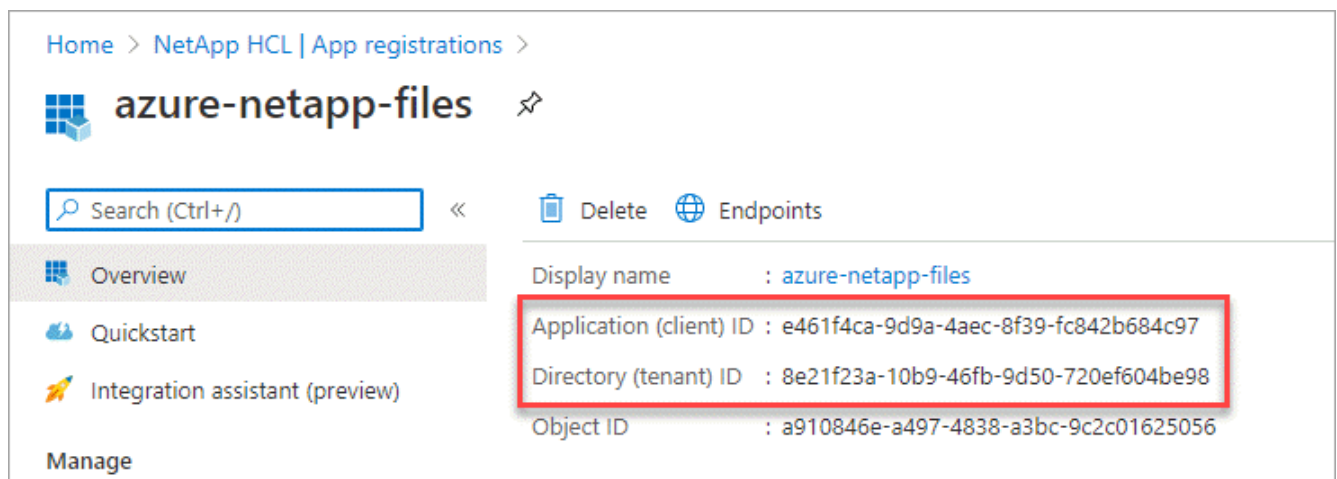 Home > NetApp HCL | App registrations >
azure-netapp-files
Search (Ctrl+/)
«
Delete
Endpoints
Overview
Display name : azure-netapp-files
Quickstart
Application (client) ID : e461f4ca-9d9a-4aec-8f39-fc842b684c97
Integration assistant (preview)
Directory (tenant) ID : 8e21f23a-10b9-46fb-9d50-720ef604be98
Object ID : a910846e-a497-4838-a3bc-9c2c01625056
Manage